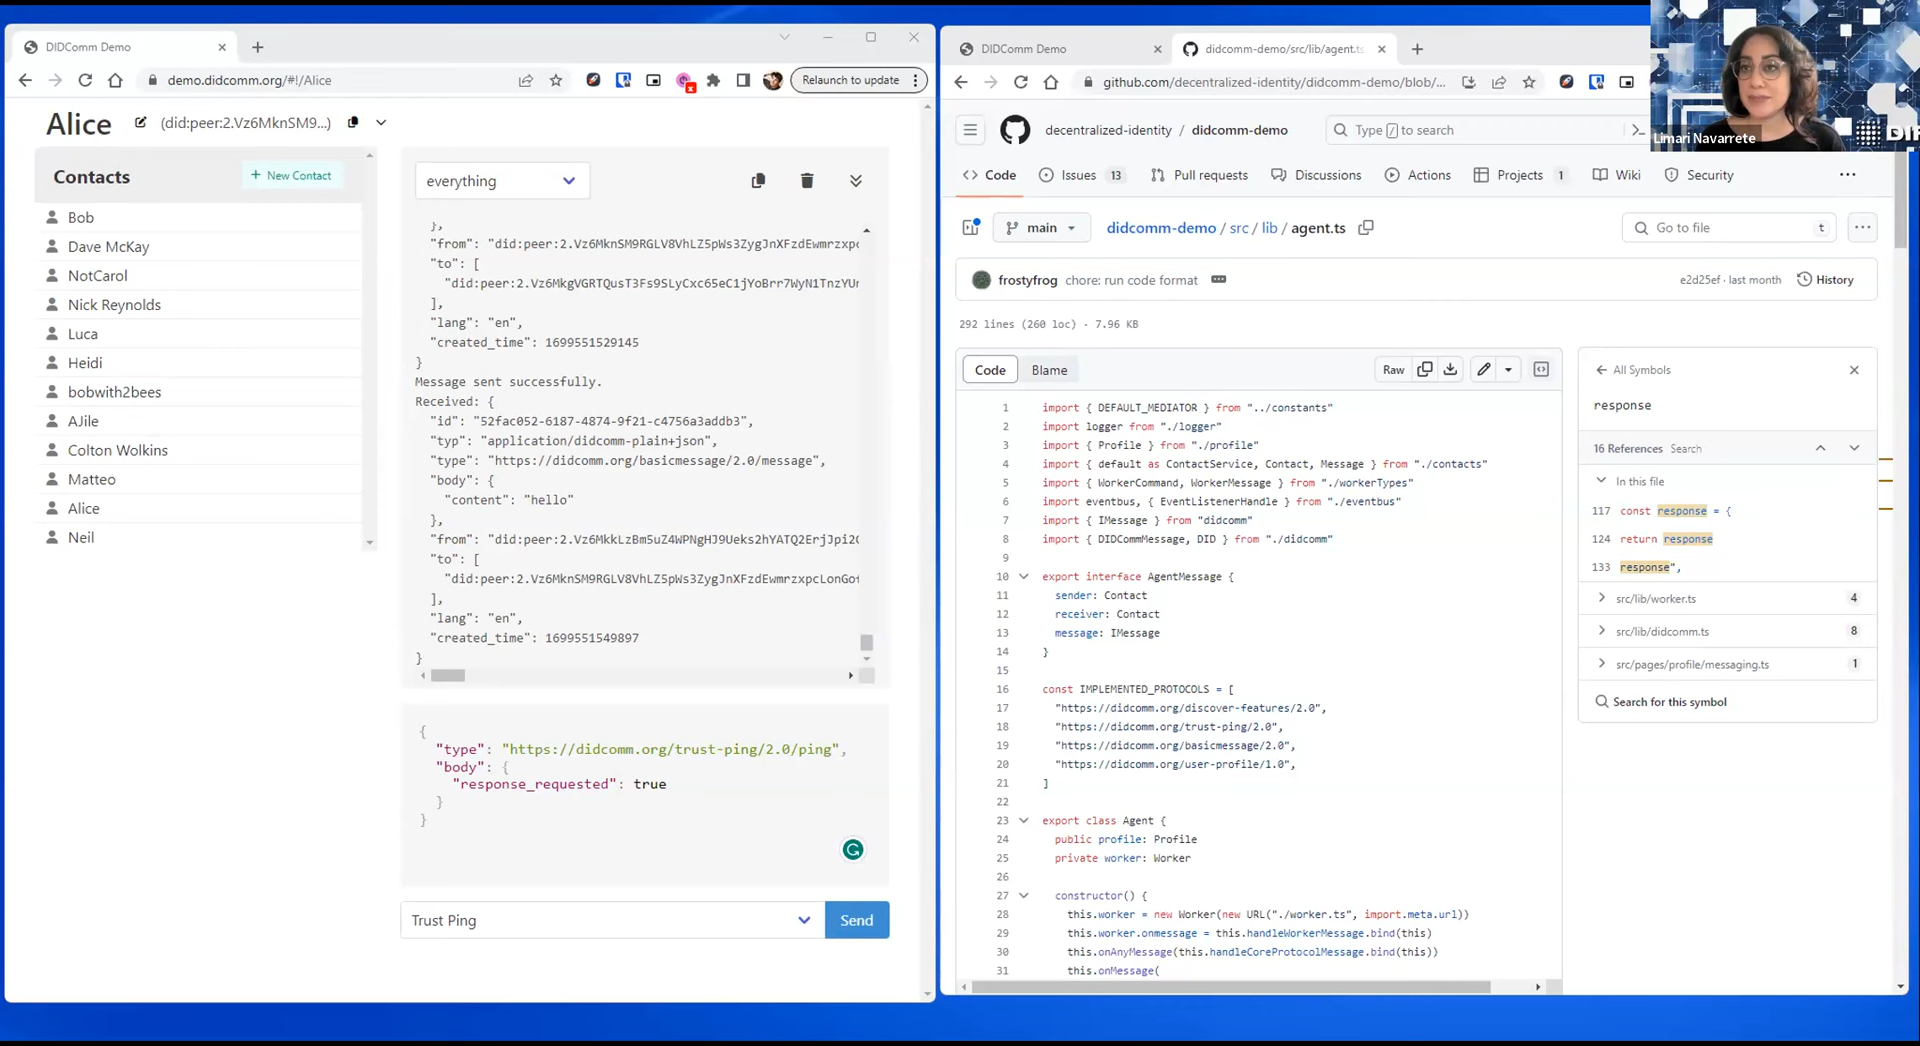 DIDComm Demo
demo.didcomm.org/#!/Alice
Relaunch to update
Alice
(did:peer:2.Vz6MknSM9...)
Contacts
+ New Contact
Bob
Dave McKay
NotCarol
Nick Reynolds
Luca
Heidi
bobwith2bees
AJile
Colton Wolkins
Matteo
Alice
Neil
everything
},
"from": "did:peer:2.Vz6MknSM9RGLV8VhLZ5pWs3ZygJnXFzdEwmrzxpc
"to": [
"did:peer:2.Vz6MkgVGRTQusT3Fs9SLyCxc65eC1jYoBrr7WyN1TnzYUr
],
"lang": "en",
"created_time": 1699551529145
}
Message sent successfully.
Received: {
"id": "52fac052-6187-4874-9f21-c4756a3addb3",
"typ": "application/didcomm-plain+json",
"type": "https://didcomm.org/basicmessage/2.0/message",
"body": {
"content": "hello"
},
"from": "did:peer:2.Vz6MkkLzBm5uZ4WPNgHJ9Ueks2hYATQ2ErjJpi2C
"to": [
"did:peer:2.Vz6MknSM9RGLV8VhLZ5pWs3ZygJnXFzdEwmrzxpcLonGof
],
"lang": "en",
"created_time": 1699551549897
}
{
"type": "https://didcomm.org/trust-ping/2.0/ping",
"body": {
"response_requested": true
}
}
Trust Ping
Send
DIDComm Demo
didcomm-demo/src/lib/agent.ts
github.com/decentralized-identity/didcomm-demo/blob/...
decentralized-identity / didcomm-demo
Type / to search
Code
Issues 13
Pull requests
Discussions
Actions
Projects 1
Wiki
Security
main
didcomm-demo / src / lib / agent.ts
Go to file
t
frostyfrog chore: run code format
e2d25ef · last month
History
292 lines (260 loc) · 7.96 KB
Code
Blame
Raw
1 import { DEFAULT_MEDIATOR } from "../constants"
2 import logger from "./logger"
3 import { Profile } from "./profile"
4 import { default as ContactService, Contact, Message } from "./contacts"
5 import { WorkerCommand, WorkerMessage } from "./workerTypes"
6 import eventbus, { EventListenerHandle } from "./eventbus"
7 import { IMessage } from "didcomm"
8 import { DIDCommMessage, DID } from "./didcomm"
9
10 export interface AgentMessage {
11 sender: Contact
12 receiver: Contact
13 message: IMessage
14 }
15
16 const IMPLEMENTED_PROTOCOLS = [
17 "https://didcomm.org/discover-features/2.0",
18 "https://didcomm.org/trust-ping/2.0",
19 "https://didcomm.org/basicmessage/2.0",
20 "https://didcomm.org/user-profile/1.0",
21 ]
22
23 export class Agent {
24 public profile: Profile
25 private worker: Worker
26
27 constructor() {
28 this.worker = new Worker(new URL("./worker.ts", import.meta.url))
29 this.worker.onmessage = this.handleWorkerMessage.bind(this)
30 this.onAnyMessage(this.handleCoreProtocolMessage.bind(this))
31 this.onMessage(
All Symbols
response
16 References Search
In this file
117 const response = {
124 return response
133 response",
src/lib/worker.ts 4
src/lib/didcomm.ts 8
src/pages/profile/messaging.ts 1
Search for this symbol
Limari Navarrete